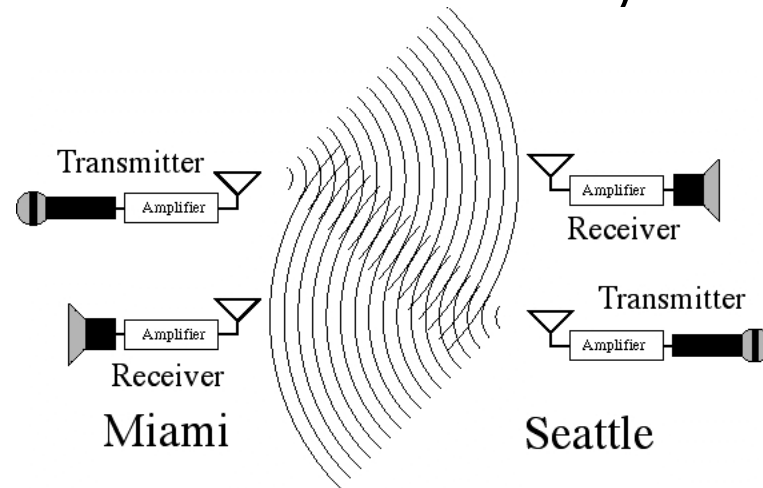 Transmitter
Amplifier
Amplifier
Receiver
Transmitter
Amplifier
Receiver
Amplifier
Miami
Seattle